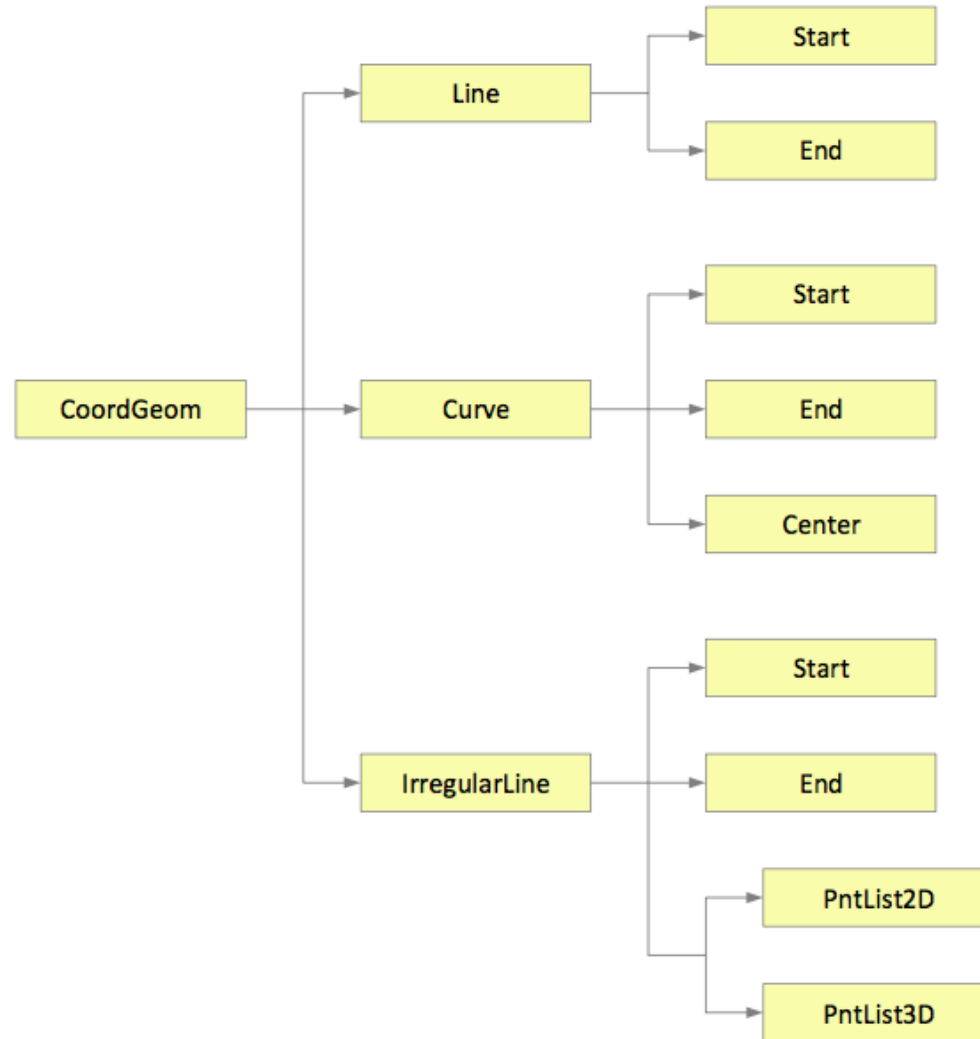 Start
Line
End
Start
CoordGeom
Curve
End
Center
Start
IrregularLine
End
PntList2D
PntList3D